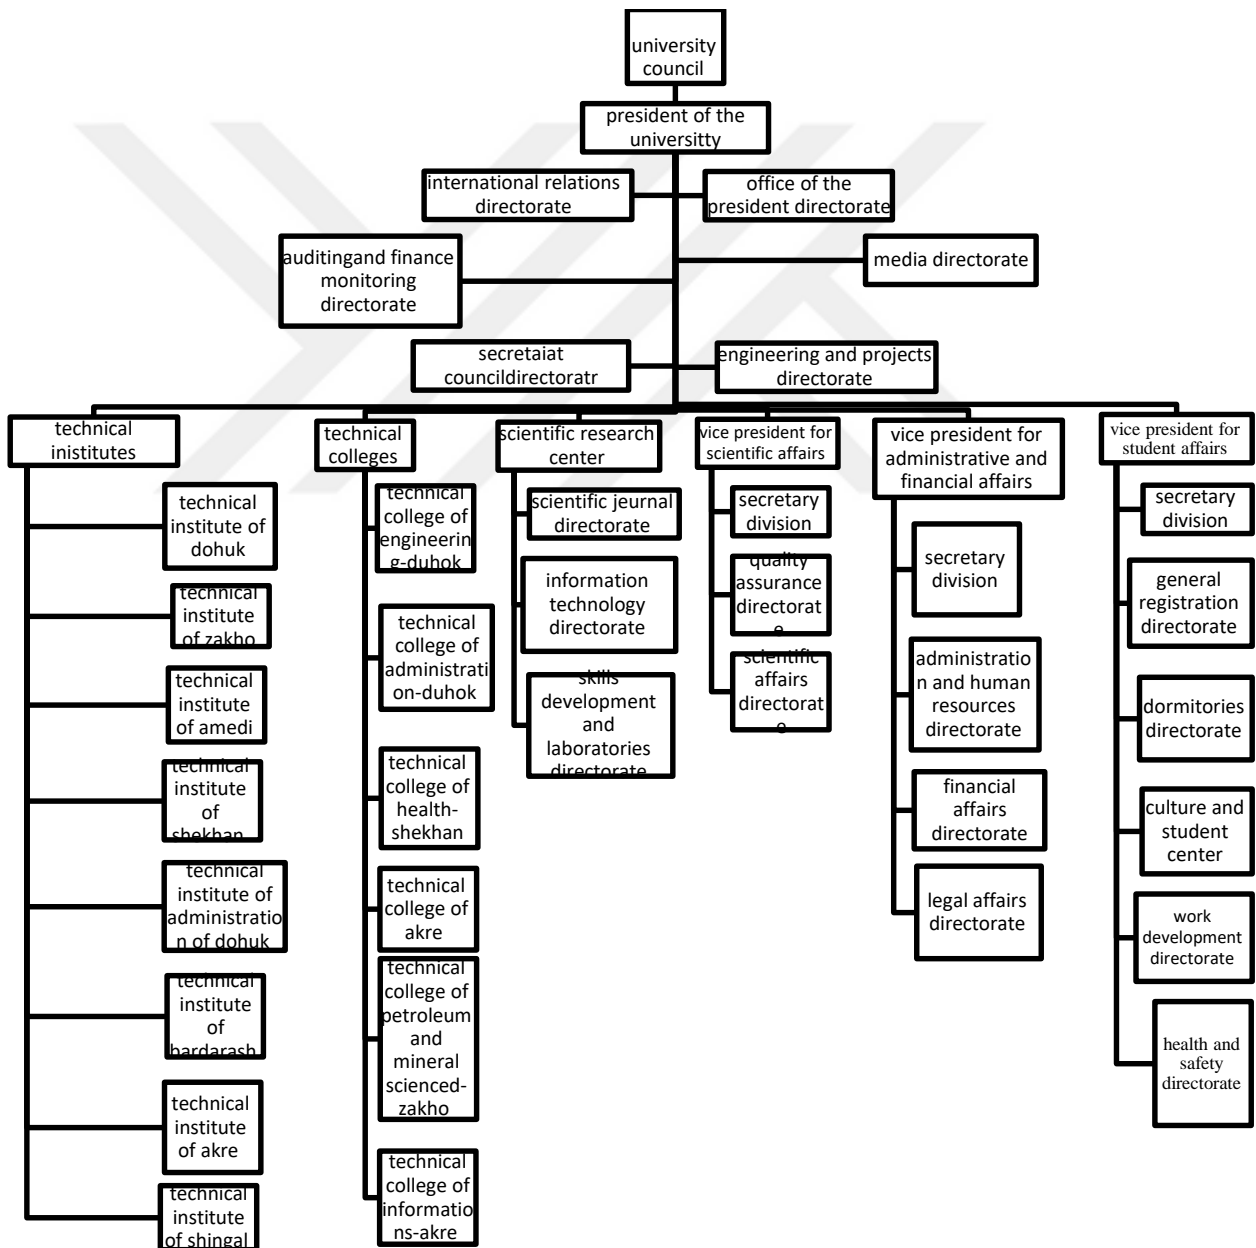 university
council
president of the
universitty
international relations
directorate
office of the
president directorate
auditingand finance
monitoring
directorate
media directorate
secretaiat
councildirectoratr
engineering and projects
directorate
technical
inistitutes
technical
institute of
dohuk
technical
institute
of zakho
technical
institute
of amedi
technical
institute
of
shekhan
technical
institute of
administratio
n of dohuk
technical
institute
of
bardarash
technical
institute
of akre
technical
institute
of shingal
technical
colleges
technical
college of
engineerin
g-duhok
technical
college of
administrati
on-duhok
technical
college of
health-
shekhan
technical
college of
akre
technical
college of
petroleum
and
mineral
scienced-
zakho
technical
college of
informatio
ns-akre
scientific research
center
scientific jeurnal
directorate
information
technology
directorate
skills
development
and
laboratories
directorate
vice president for
scientific affairs
secretary
division
quality
assurance
directorat
e
scientific
affairs
directorat
e
vice president for
administrative and
financial affairs
secretary
division
administratio
n and human
resources
directorate
financial
affairs
directorate
legal affairs
directorate
vice president for
student affairs
secretary
division
general
registration
directorate
dormitories
directorate
culture and
student
center
work
development
directorate
health and
safety
directorate